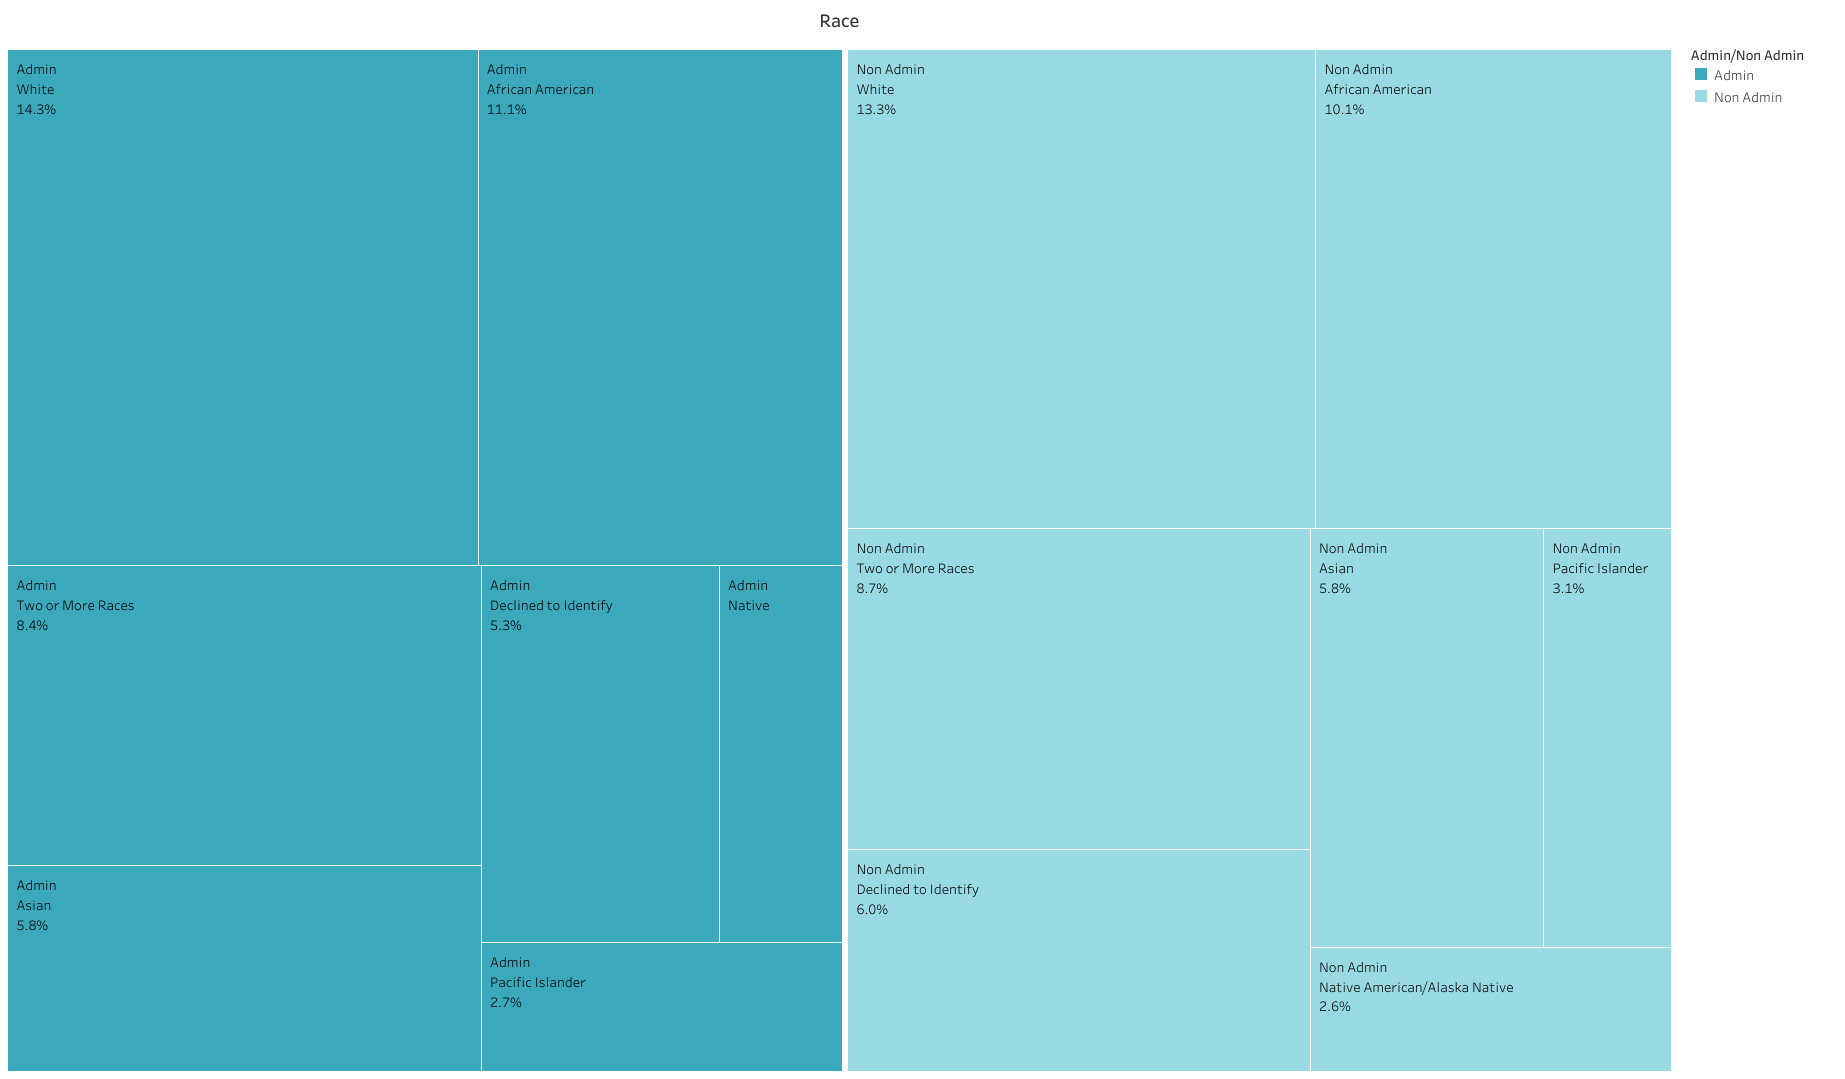 Race
Admin
White
14.3%
Admin
African American
11.1%
Admin
Two or More Races
8.4%
Admin
Declined to Identify
5.3%
Admin
Native
Admin
Asian
5.8%
Admin
Pacific Islander
2.7%
Non Admin
White
13.3%
Non Admin
African American
10.1%
Non Admin
Two or More Races
8.7%
Non Admin
Asian
5.8%
Non Admin
Pacific Islander
3.1%
Non Admin
Declined to Identify
6.0%
Non Admin
Native American/Alaska Native
2.6%
Admin/Non Admin
Admin
Non Admin